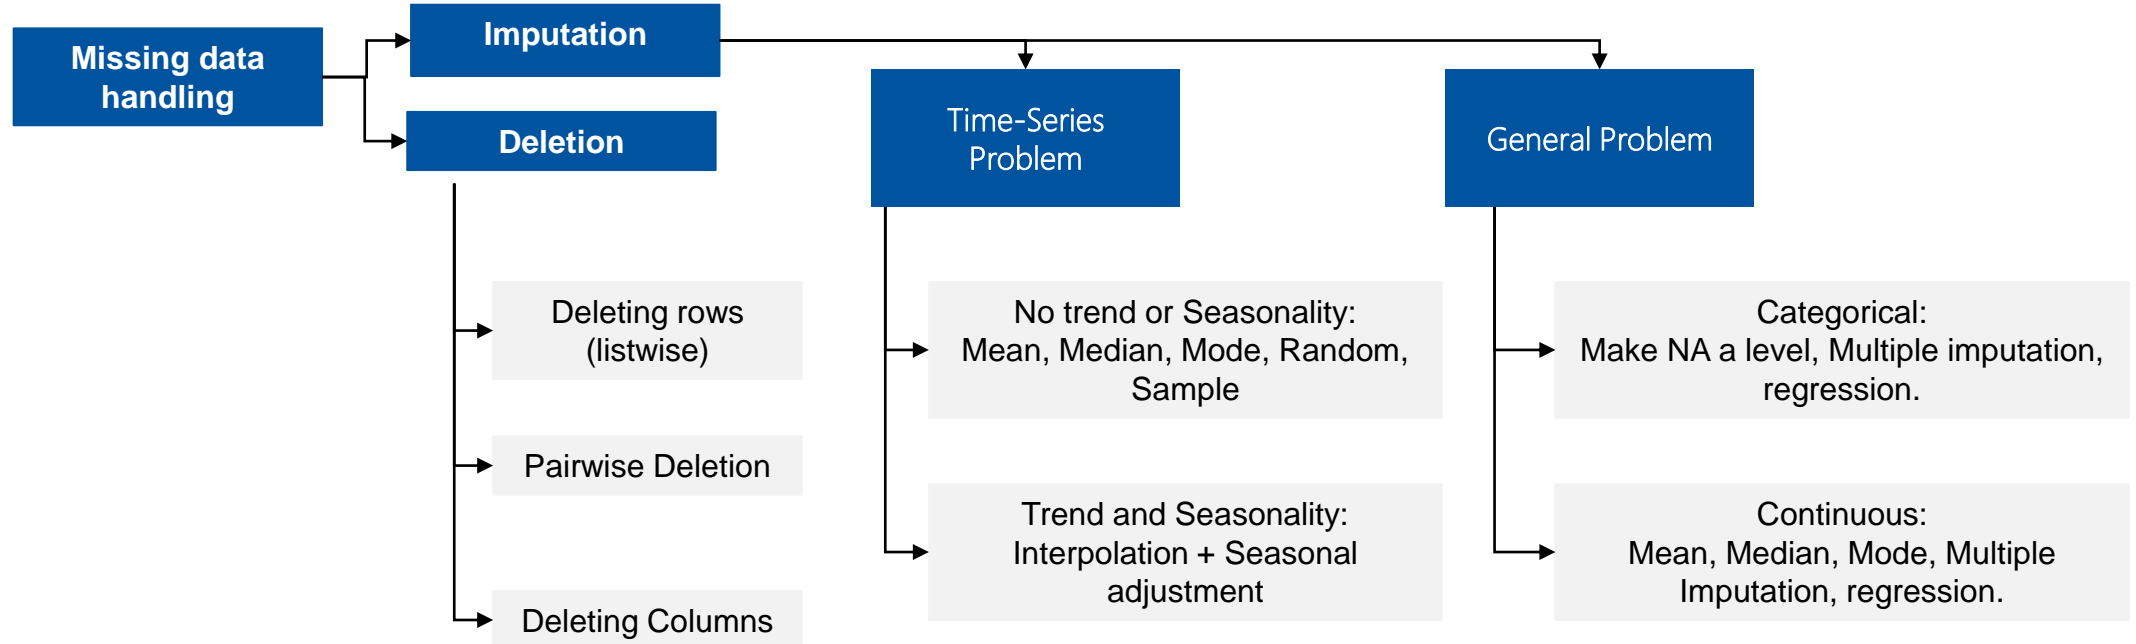 Missing data
handling
Imputation
Deletion
Time-Series
Problem
General Problem
Deleting rows
(listwise)
Pairwise Deletion
Deleting Columns
No trend or Seasonality:
Mean, Median, Mode, Random,
Sample
Trend and Seasonality:
Interpolation + Seasonal
adjustment
Categorical:
Make NA a level, Multiple imputation,
regression.
Continuous:
Mean, Median, Mode, Multiple
Imputation, regression.